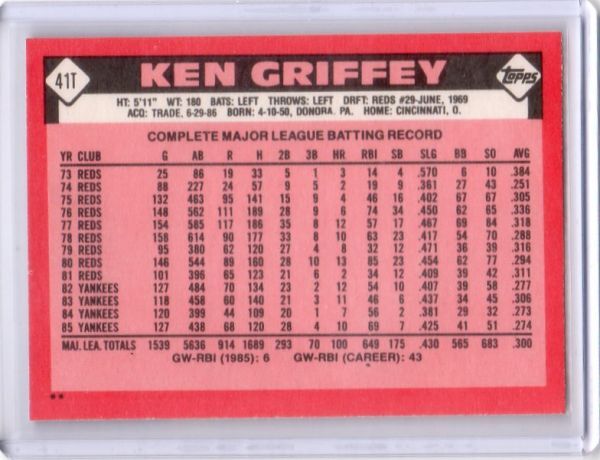 41T
KEN GRIFFEY
Topps
HT: 5'11" WT: 180 BATS: LEFT THROWS: LEFT DRFT: REDS #29-JUNE, 1969
ACQ: TRADE, 6-29-86 BORN: 4-10-50, DONORA, PA. HOME: CINCINNATI, O.
COMPLETE MAJOR LEAGUE BATTING RECORD
YR CLUB G AB R H 2B 3B HR RBI SB SLG BB SO AVG
73 REDS 25 86 19 33 5 1 3 14 4 .570 6 10 .384
74 REDS 88 227 24 57 9 5 2 19 9 .361 27 43 .251
75 REDS 132 463 95 141 15 9 4 46 16 .402 67 67 .305
76 REDS 148 562 111 189 28 9 6 74 34 .450 62 65 .336
77 REDS 154 585 117 186 35 8 12 57 17 .467 69 84 .318
78 REDS 158 614 90 177 33 8 10 63 23 .417 54 70 .288
79 REDS 95 380 62 120 27 4 8 32 12 .471 36 39 .316
80 REDS 146 544 89 160 28 10 13 85 23 .454 62 77 .294
81 REDS 101 396 65 123 21 6 2 34 12 .409 39 42 .311
82 YANKEES 127 484 70 134 23 2 12 54 10 .407 39 58 .277
83 YANKEES 118 458 60 140 21 3 11 46 6 .437 34 45 .306
84 YANKEES 120 399 44 109 20 1 7 56 2 .381 29 32 .273
85 YANKEES 127 438 68 120 28 4 10 69 7 .425 41 51 .274
MAJ. LEA. TOTALS 1539 5636 914 1689 293 70 100 649 175 .430 565 683 .300
GW-RBI (1985): 6 GW-RBI (CAREER): 43
**